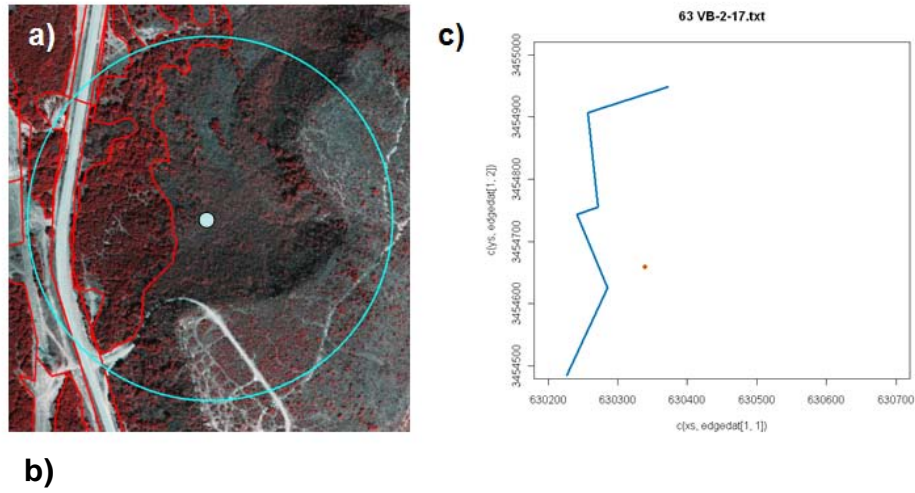 a)
c)
63 VB-2-17.txt
c(ys, edgedat[1, 2])
3455000
3454900
3454800
3454700
3454600
3454500
630200 630300 630400 630500 630600 630700
c(xs, edgedat[1, 1])
b)